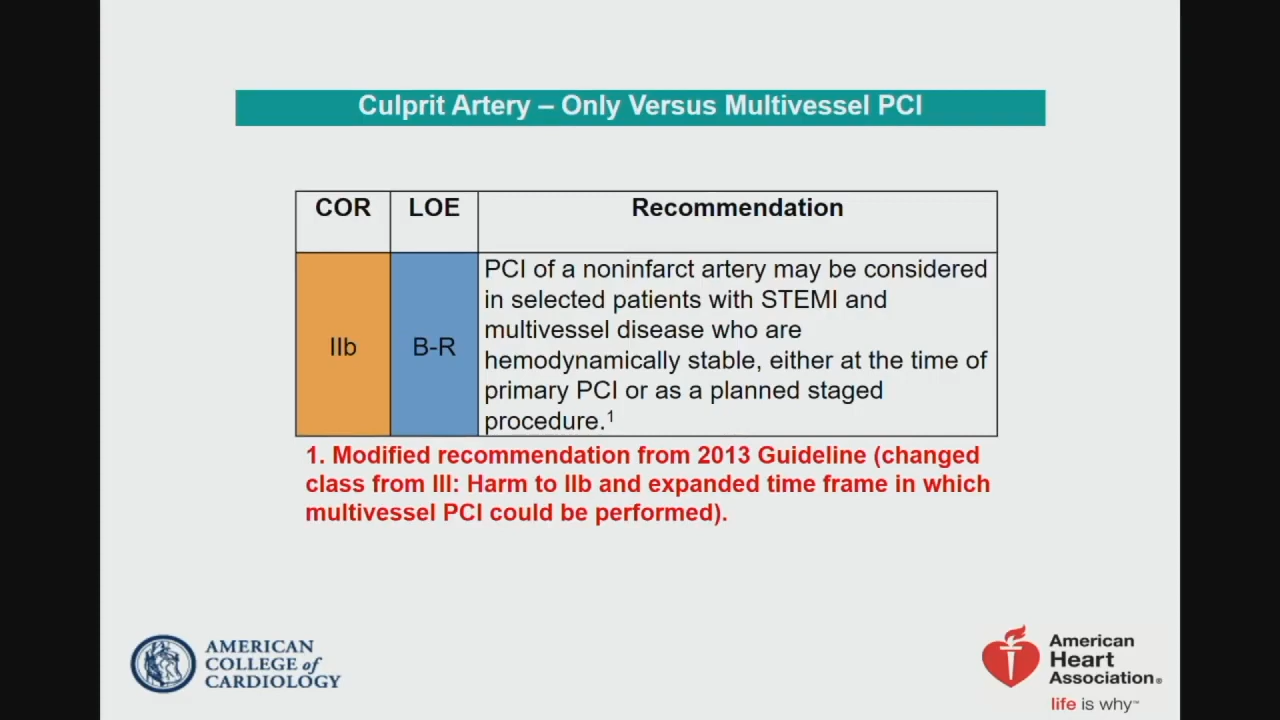 Culprit Artery – Only Versus Multivessel PCI
COR LOE Recommendation
IIb B-R
PCI of a noninfarct artery may be considered
in selected patients with STEMI and
multivessel disease who are
hemodynamically stable, either at the time of
primary PCI or as a planned staged
procedure.1
1. Modified recommendation from 2013 Guideline (changed
class from III: Harm to IIb and expanded time frame in which
multivessel PCI could be performed).
AMERICAN
COLLEGE of
CARDIOLOGY
American
Heart
Association®
life is why™